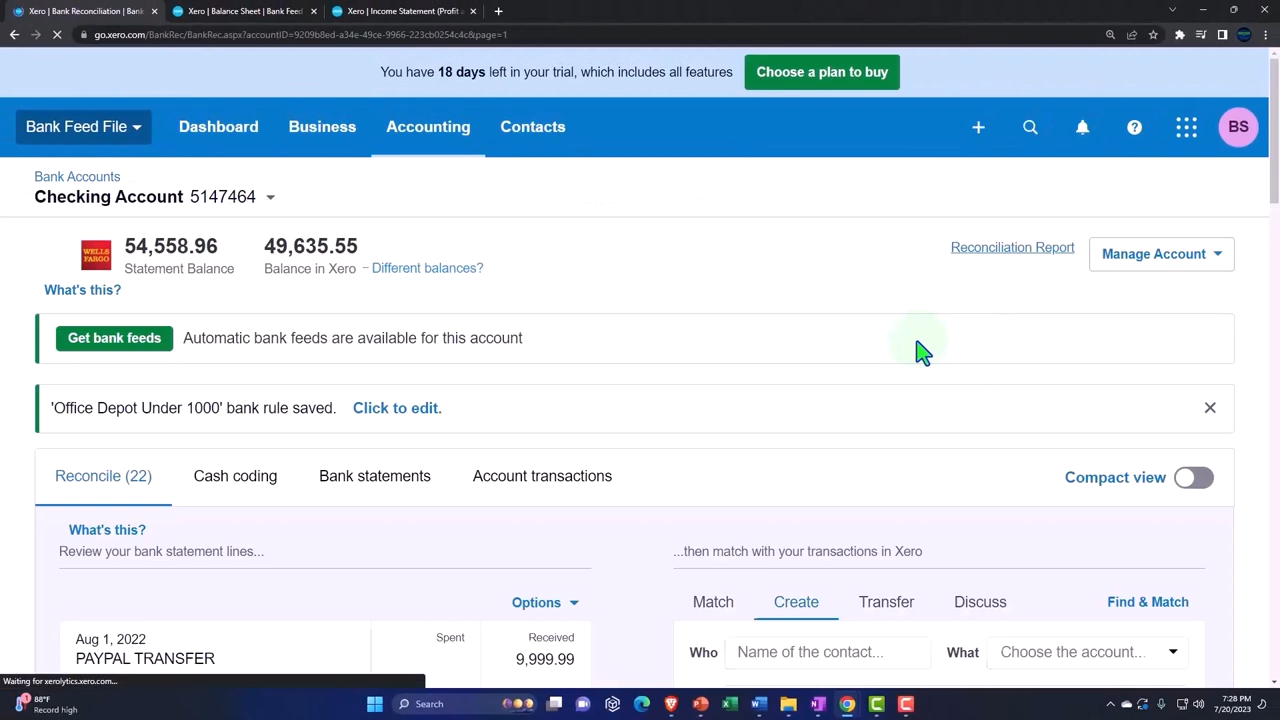 Xero | Bank Reconciliation | Bank
Xero | Balance Sheet | Bank Feed
Xero | Income Statement (Profit a
go.xero.com/BankRec/BankRec.aspx?accountID=9209b8ed-a34e-49ce-9966-223cb0254c4c&page=1
You have 18 days left in your trial, which includes all features
Choose a plan to buy
Bank Feed File
Dashboard
Business
Accounting
Contacts
BS
Bank Accounts
Checking Account 5147464
WELLS FARGO
54,558.96
49,635.55
Statement Balance
Balance in Xero - Different balances?
What's this?
Reconciliation Report
Manage Account
Get bank feeds
Automatic bank feeds are available for this account
'Office Depot Under 1000' bank rule saved. Click to edit.
Reconcile (22)
Cash coding
Bank statements
Account transactions
Compact view
What's this?
Review your bank statement lines...
...then match with your transactions in Xero
Options
Match
Create
Transfer
Discuss
Find & Match
Aug 1, 2022
PAYPAL TRANSFER
Spent
Received
9,999.99
Who
Name of the contact...
What
Choose the account...
Waiting for xerolytics.xero.com...
88°F
Record high
Search
7:28 PM
7/20/2023